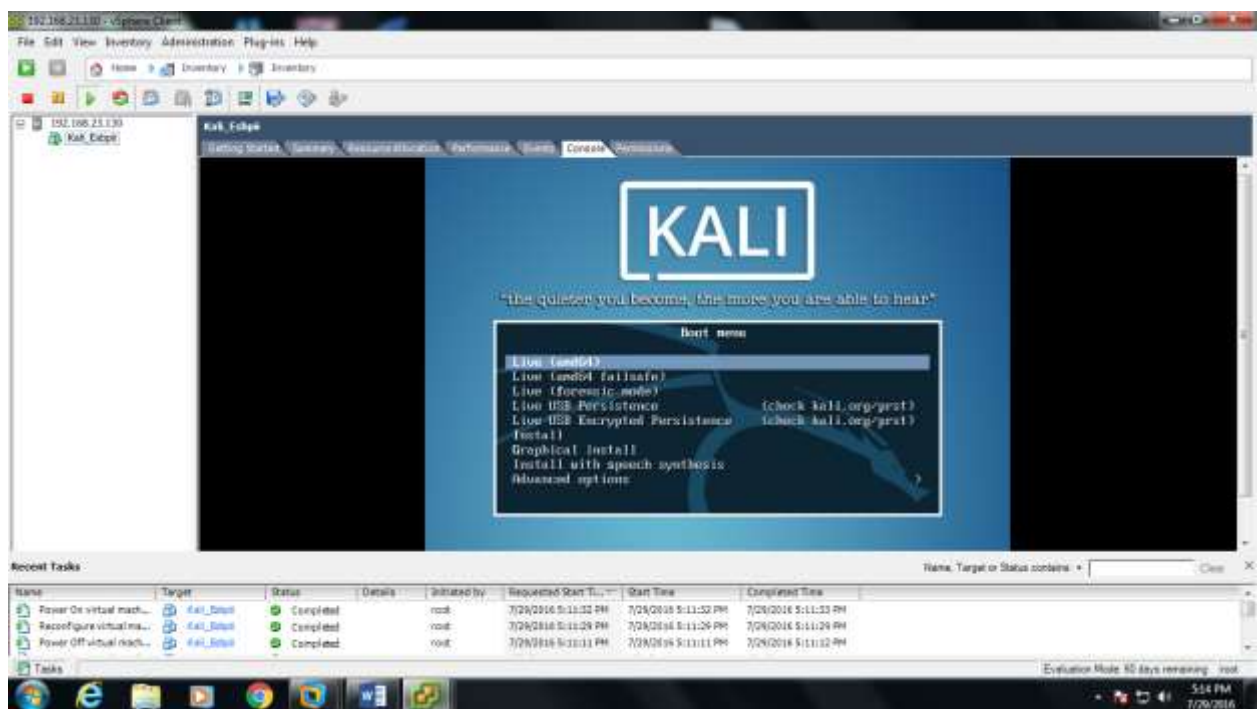 192.168.23.130 - vSphere Client
File Edit View Inventory Administration Plug-ins Help
Home Inventory Inventory
192.168.23.130
Getting Started Summary Resource Allocation Performance Events Console Permissions
KALI
"the quieter you become, the more you are able to hear"
Boot menu
Live (amd64)
Live (amd64 failsafe)
Live (forensic mode)
Live USB Persistence (check kali.org/prst)
Live USB Encrypted Persistence (check kali.org/prst)
Install
Graphical Install
Install with speech synthesis
Advanced options >
Recent Tasks
Name, Target or Status contains: Clear
Name Target Status Details Initiated by Requested Start Ti... Start Time Completed Time
Power On virtual mach... Completed root 7/29/2016 5:11:32 PM 7/29/2016 5:11:32 PM 7/29/2016 5:11:33 PM
Reconfigure virtual ma... Completed root 7/29/2016 5:11:29 PM 7/29/2016 5:11:29 PM 7/29/2016 5:11:29 PM
Power Off virtual mach... Completed root 7/29/2016 5:11:11 PM 7/29/2016 5:11:11 PM 7/29/2016 5:11:12 PM
Tasks
Evaluation Mode: 60 days remaining root
5:14 PM
7/29/2016